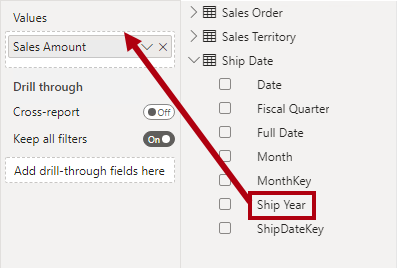 Values
Sales Amount
Drill through
Cross-report
Off
Keep all filters
On
Add drill-through fields here
Sales Order
Sales Territory
Ship Date
Date
Fiscal Quarter
Full Date
Month
MonthKey
Ship Year
ShipDateKey